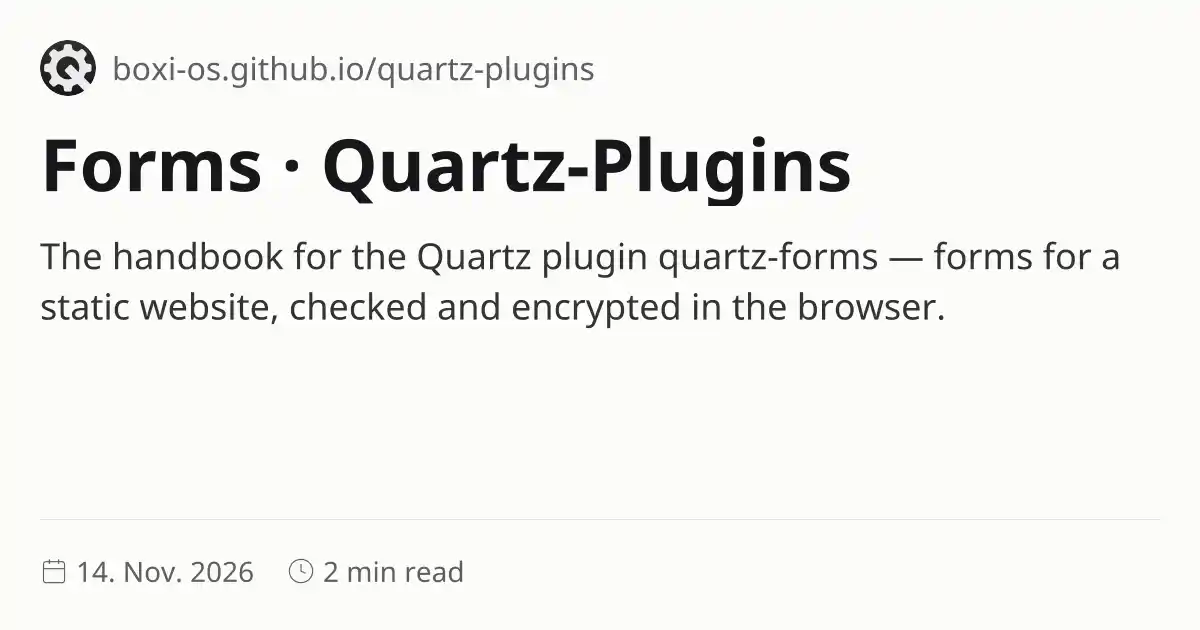 boxi-os.github.io/quartz-plugins
Forms · Quartz-Plugins
The handbook for the Quartz plugin quartz-forms — forms for a
static website, checked and encrypted in the browser.
14. Nov. 2026
2 min read